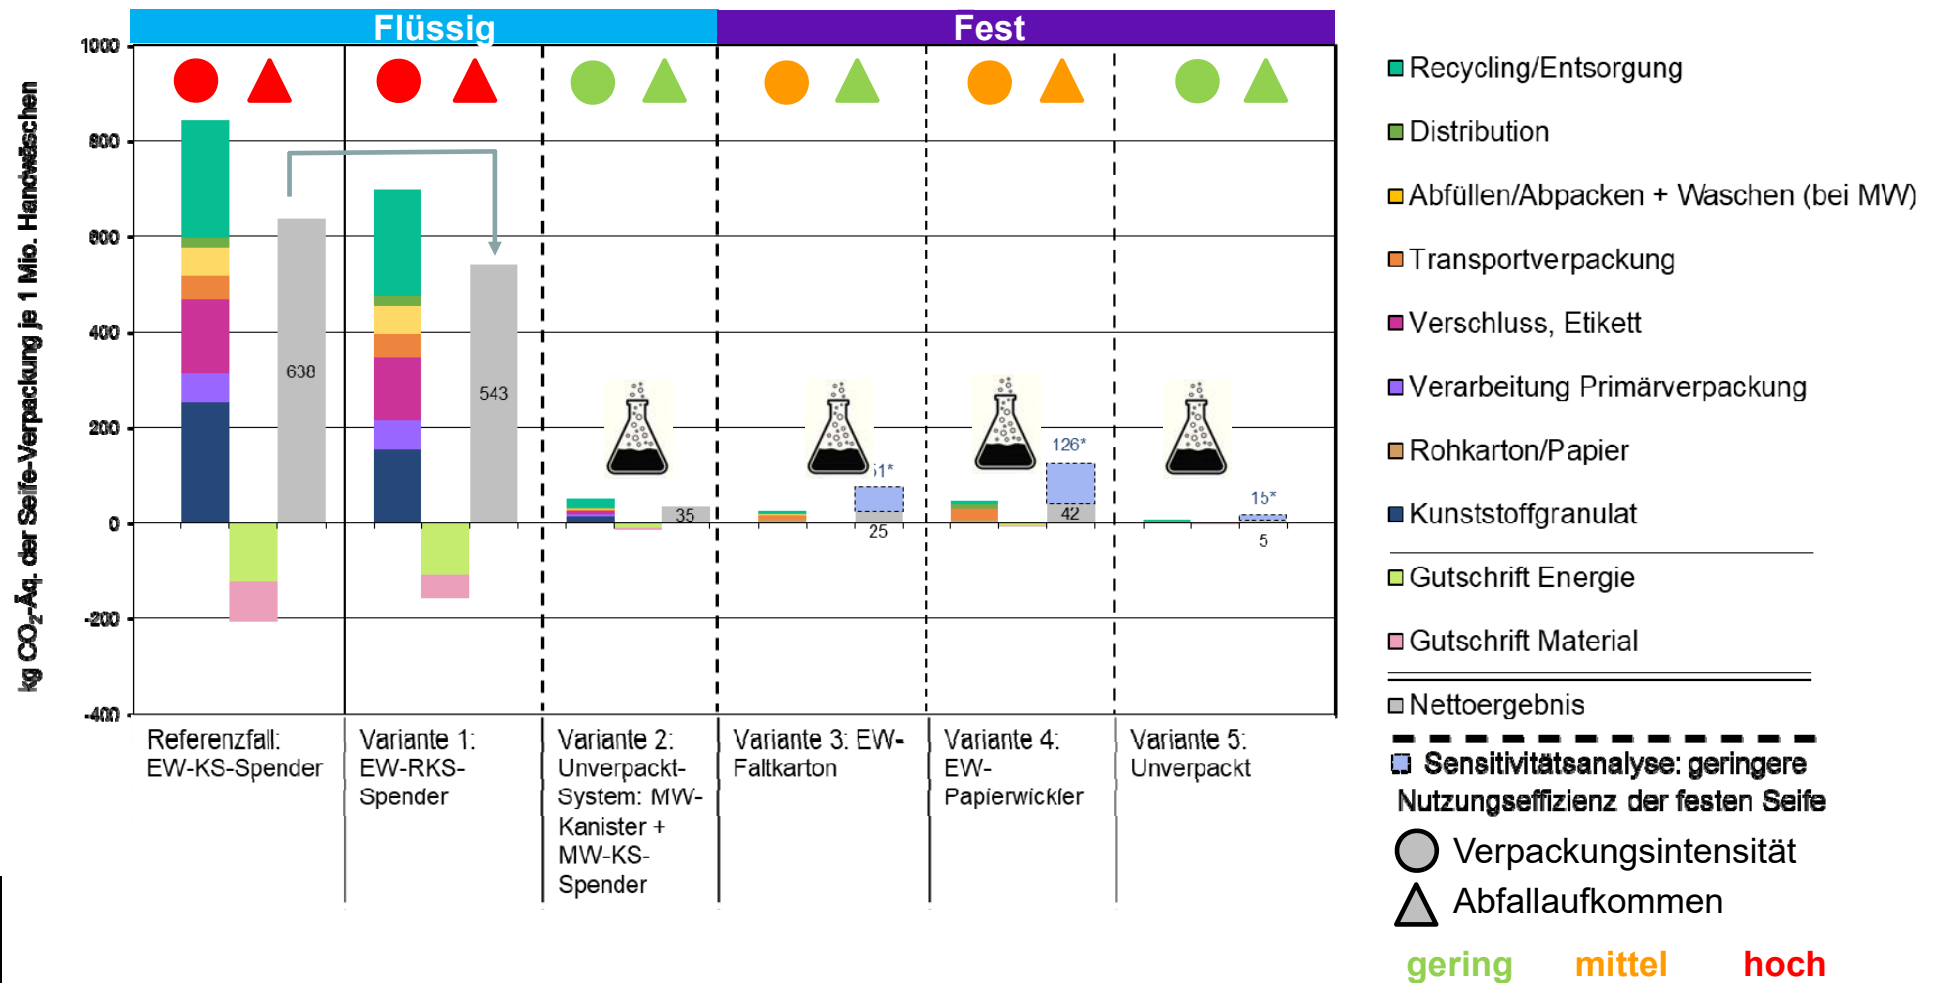 Flüssig
Fest
kg CO₂-Äq. der Seife-Verpackung je 1 Mio. Handwäschen
1000
800
600
400
200
0
-200
-400
638
543
35
51*
25
126*
42
15*
5
Referenzfall:
EW-KS-Spender
Variante 1:
EW-RKS-
Spender
Variante 2:
Unverpackt-
System: MW-
Kanister +
MW-KS-
Spender
Variante 3: EW-
Faltkarton
Variante 4:
EW-
Papierwickler
Variante 5:
Unverpackt
Recycling/Entsorgung
Distribution
Abfüllen/Abpacken + Waschen (bei MW)
Transportverpackung
Verschluss, Etikett
Verarbeitung Primärverpackung
Rohkarton/Papier
Kunststoffgranulat
Gutschrift Energie
Gutschrift Material
Nettoergebnis
Sensitivitätsanalyse: geringere
Nutzungseffizienz der festen Seife
Verpackungsintensität
Abfallaufkommen
gering mittel hoch